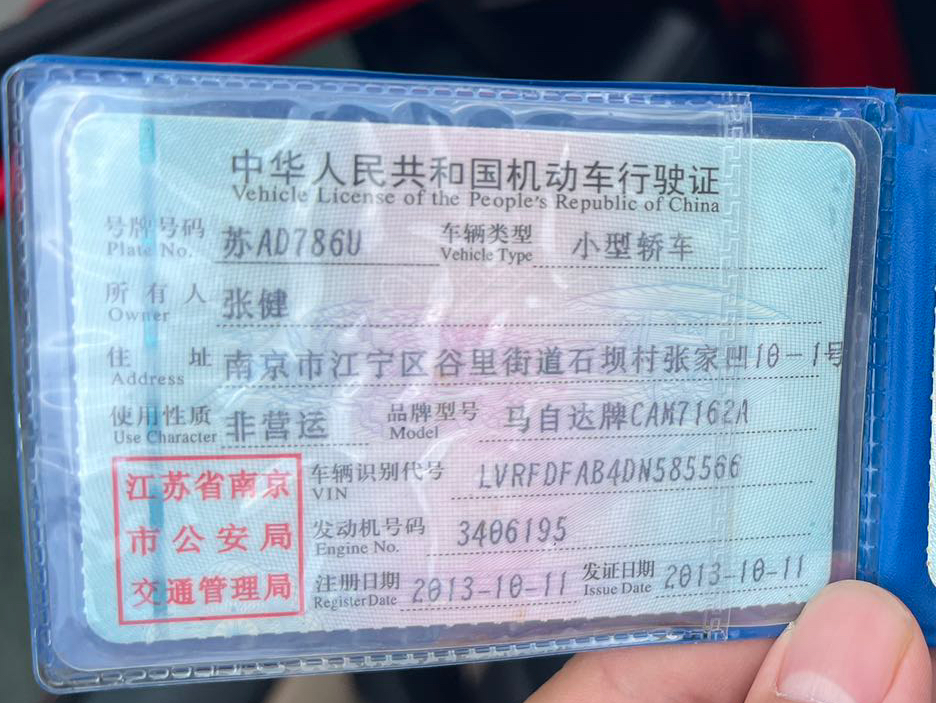 中华人民共和国机动车行驶证
Vehicle License of the People's Republic of China
号牌号码 苏AD786U 车辆类型 小型轿车
Plate No. Vehicle Type
所有人 张健
Owner
住址 南京市江宁区谷里街道石坝村张家凹10-1号
Address
使用性质 非营运 品牌型号 马自达牌CAM7162A
Use Character Model
江苏省南京
市公安局
交通管理局
车辆识别代号 LVRFDFAB4DN585566
VIN
发动机号码 3406195
Engine No.
注册日期 2013-10-11 发证日期 2013-10-11
Register Date Issue Date